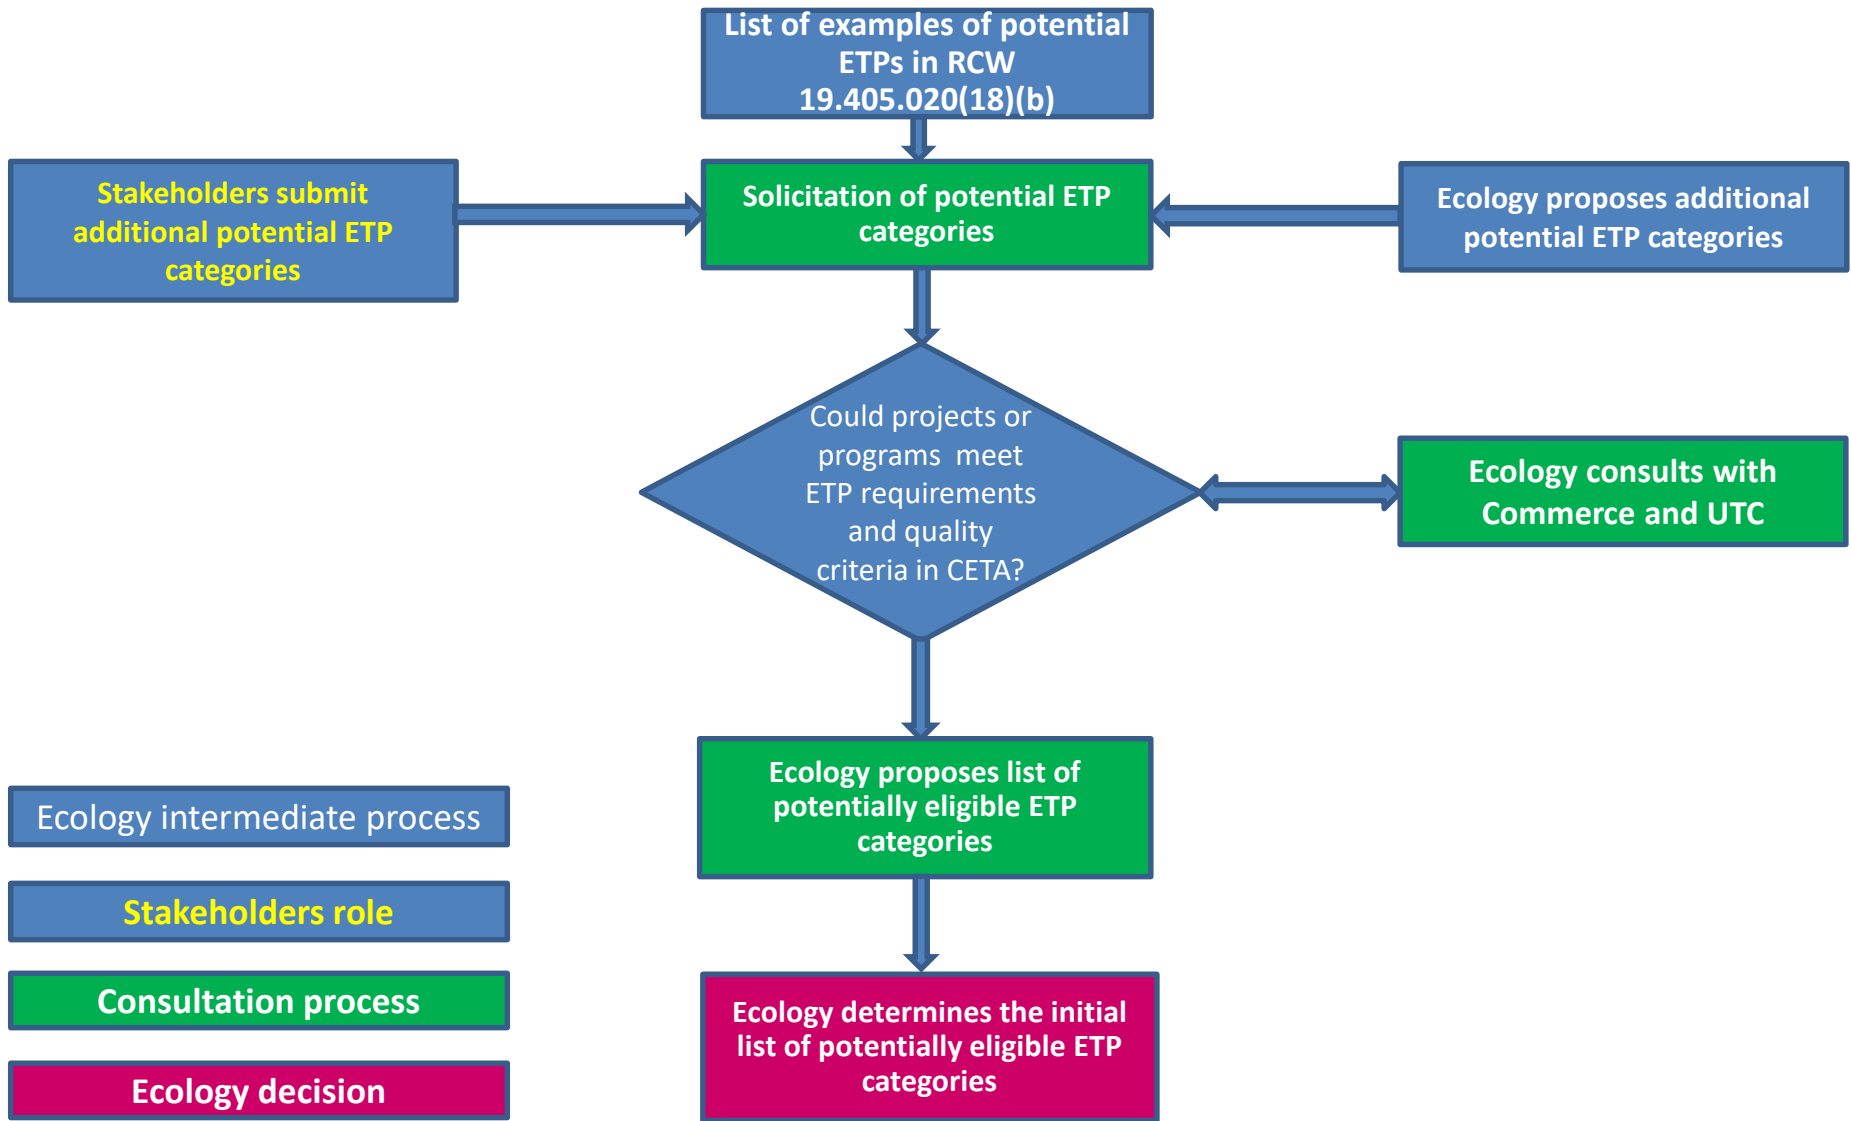 List of examples of potential
ETPs in RCW
19.405.020(18)(b)
Stakeholders submit
additional potential ETP
categories
Solicitation of potential ETP
categories
Ecology proposes additional
potential ETP categories
Could projects or
programs  meet
ETP requirements
and quality
criteria in CETA?
Ecology consults with
Commerce and UTC
Ecology proposes list of
potentially eligible ETP
categories
Ecology determines the initial
list of potentially eligible ETP
categories
Ecology intermediate process
Stakeholders role
Consultation process
Ecology decision